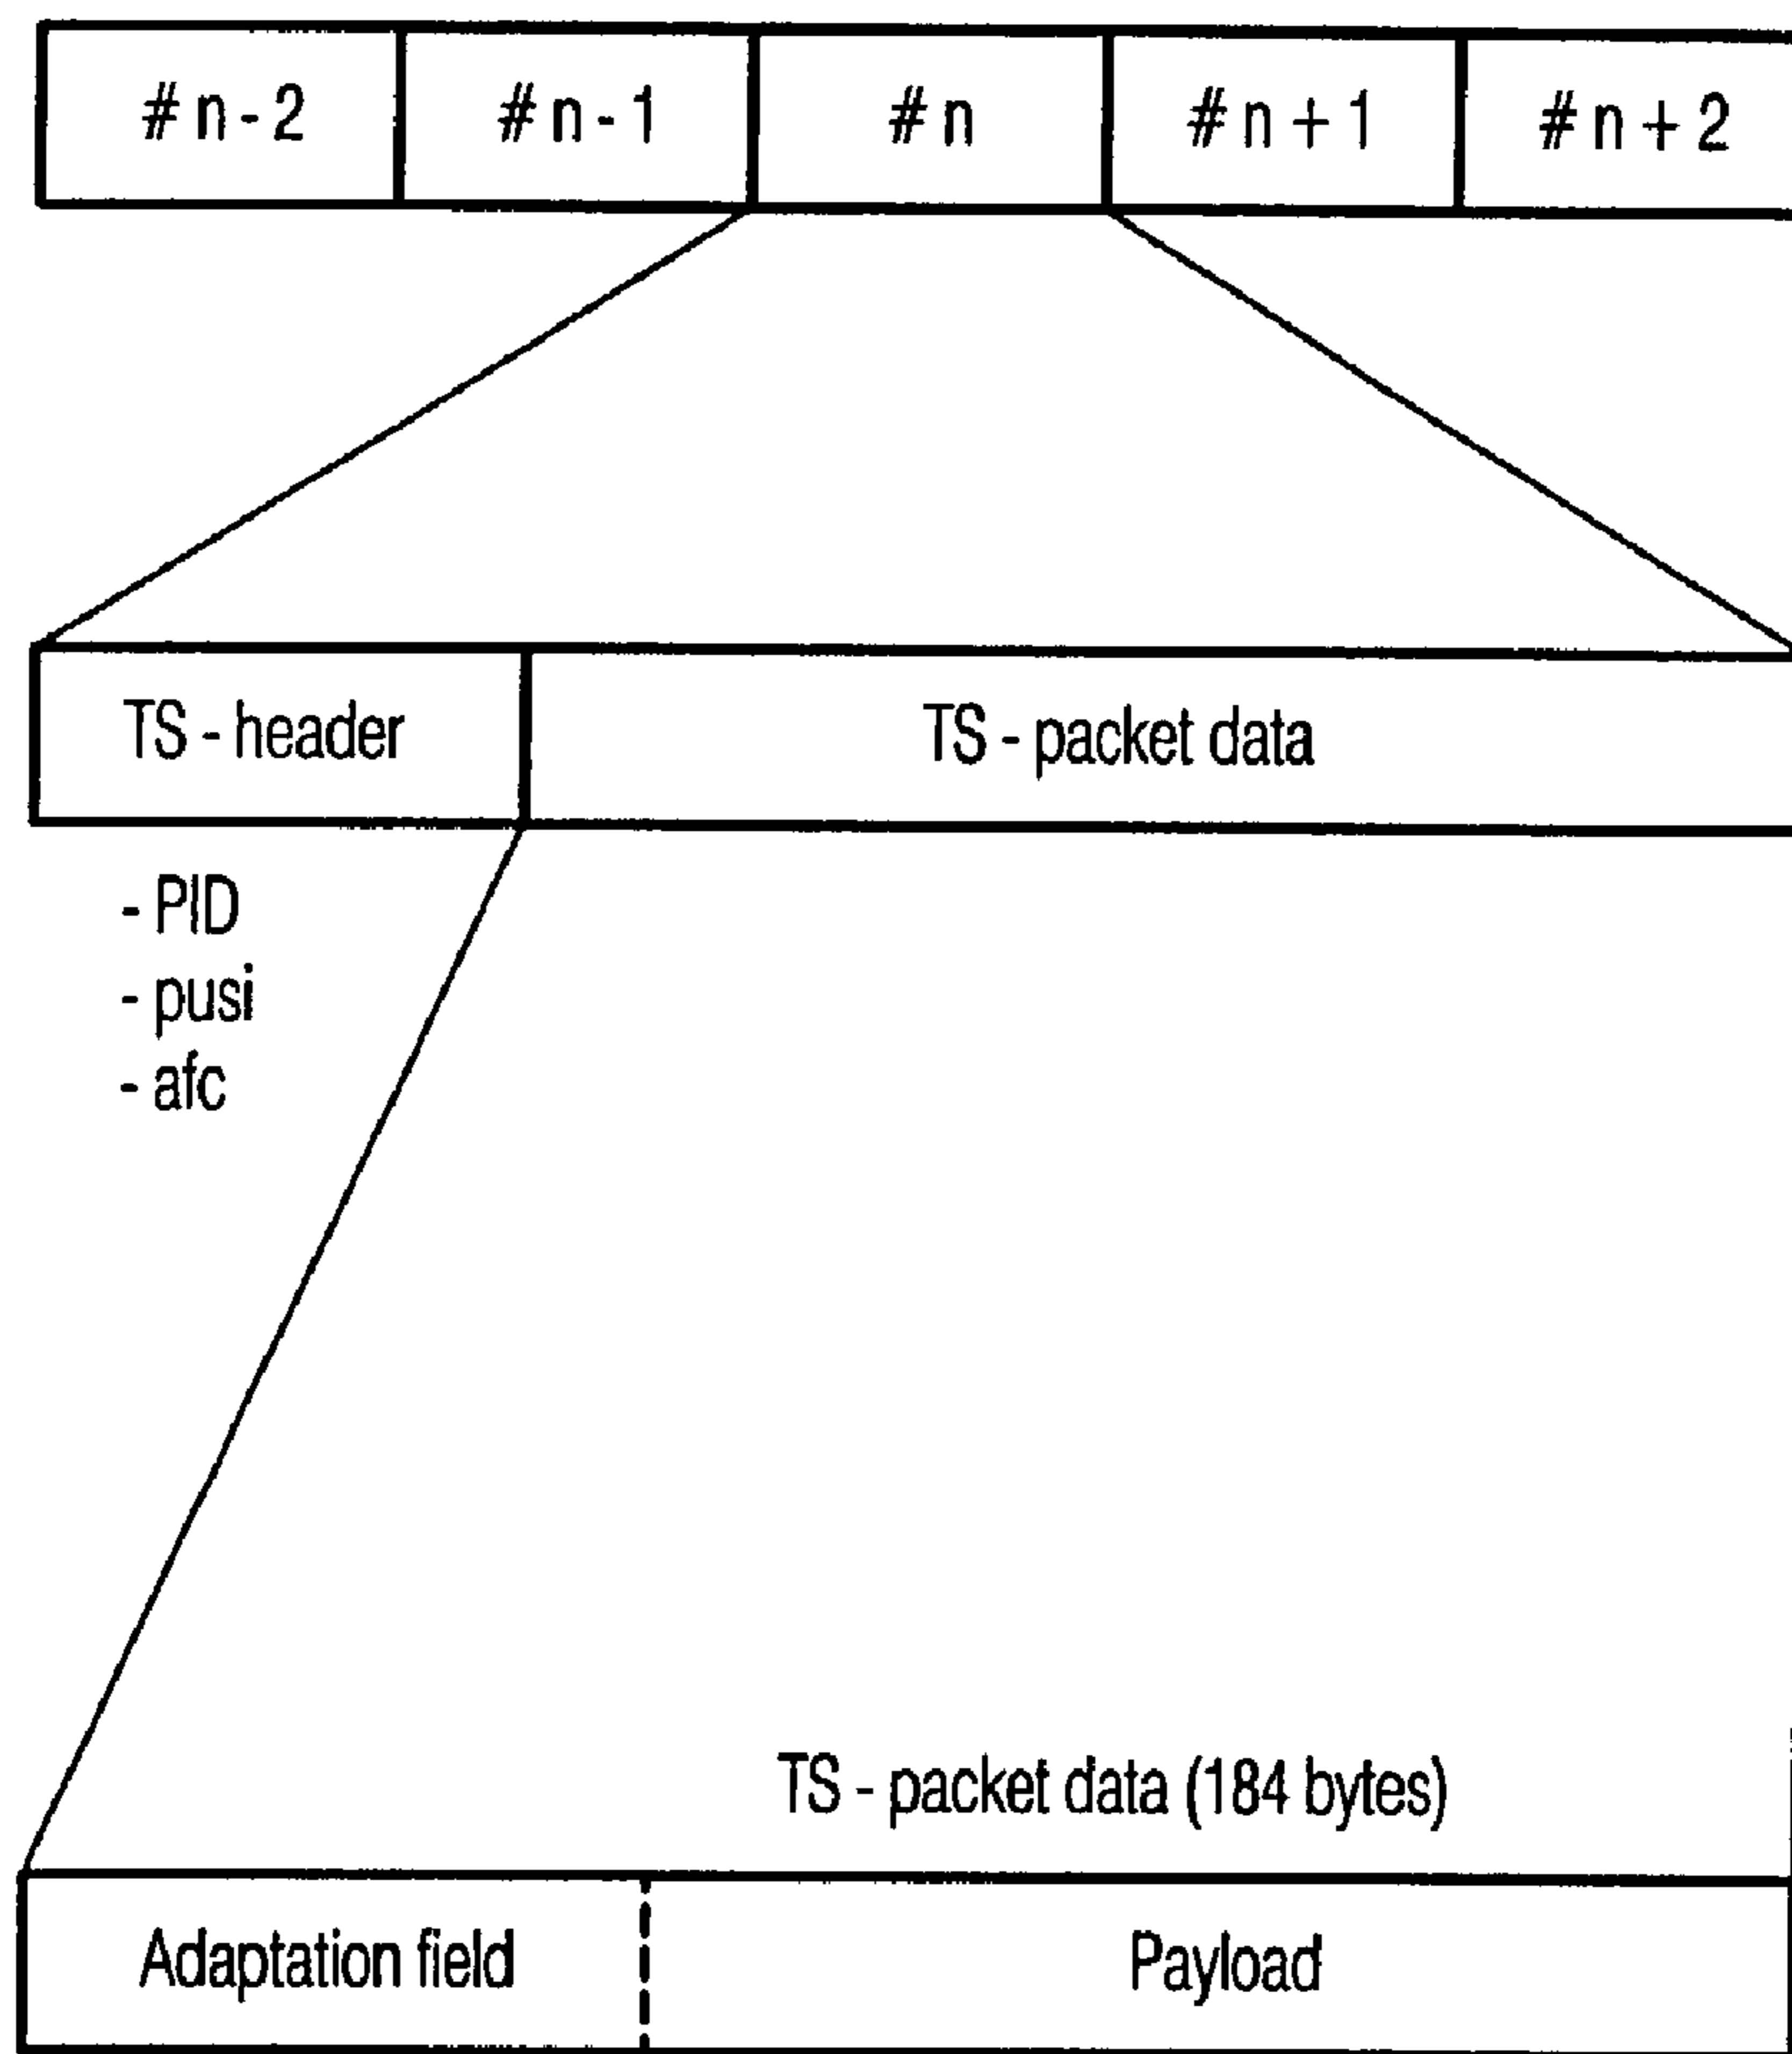 #n-2 #n-1 #n #n+1 #n+2
TS - header TS - packet data
- PID
- pusi
- afc
TS - packet data (184 bytes)
Adaptation field Payload